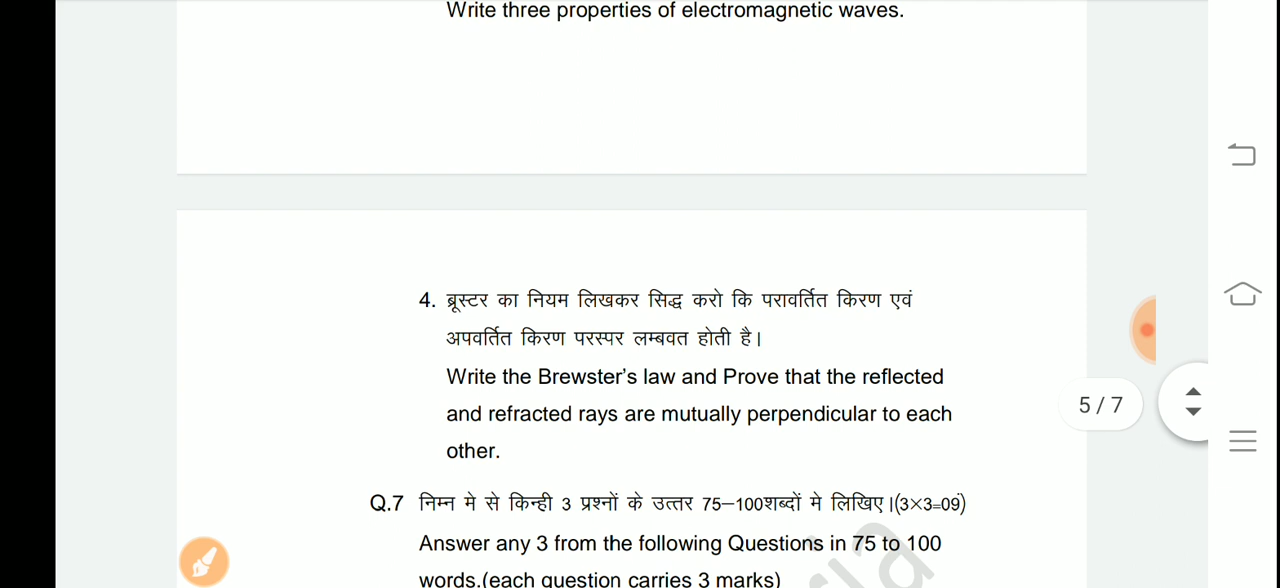 Write three properties of electromagnetic waves.
4. ब्रूस्टर का नियम लिखकर सिद्ध करो कि परावर्तित किरण एवं
अपवर्तित किरण परस्पर लम्बवत होती है।
Write the Brewster's law and Prove that the reflected
and refracted rays are mutually perpendicular to each
other.
5 / 7
Q.7 निम्न मे से किन्ही 3 प्रश्नों के उत्तर 75–100शब्दों मे लिखिए।(3×3=09)
Answer any 3 from the following Questions in 75 to 100
words.(each question carries 3 marks)